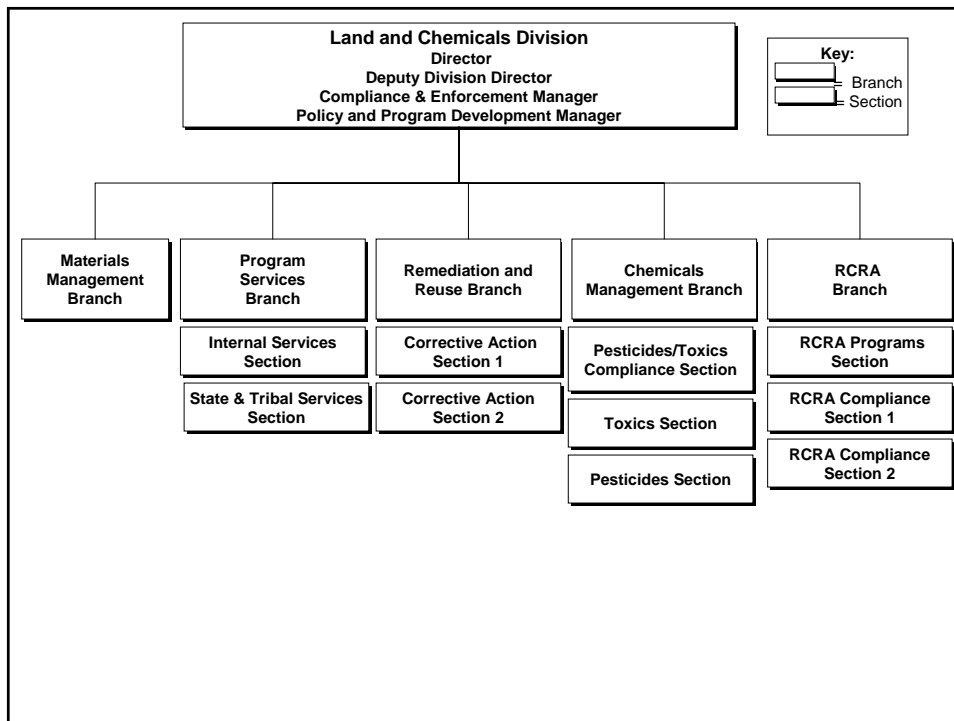 Land and Chemicals Division
Director
Deputy Division Director
Compliance & Enforcement Manager
Policy and Program Development Manager
Key:
= Branch
= Section
Materials
Management
Branch
Program
Services
Branch
Internal Services
Section
State & Tribal Services
Section
Remediation and
Reuse Branch
Corrective Action
Section 1
Corrective Action
Section 2
Chemicals
Management Branch
Pesticides/Toxics
Compliance Section
Toxics Section
Pesticides Section
RCRA
Branch
RCRA Programs
Section
RCRA Compliance
Section 1
RCRA Compliance
Section 2